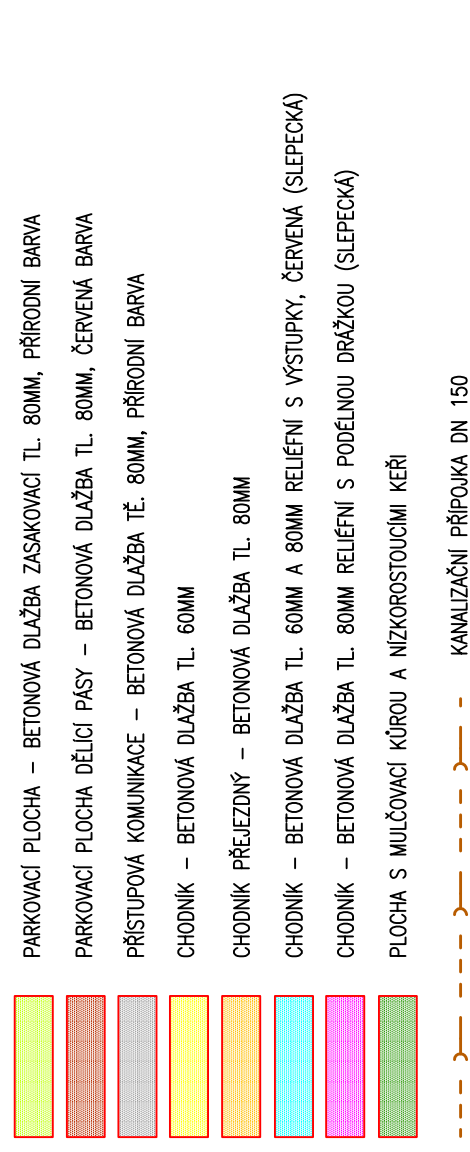 PARKOVACÍ PLOCHA – BETONOVÁ DLAŽBA ZASAKOVACÍ TL. 80MM, PŘÍRODNÍ BARVA
PARKOVACÍ PLOCHA DĚLÍCÍ PÁSY – BETONOVÁ DLAŽBA TL. 80MM, ČERVENÁ BARVA
PŘÍSTUPOVÁ KOMUNIKACE – BETONOVÁ DLAŽBA TĚ. 80MM, PŘÍRODNÍ BARVA
CHODNÍK – BETONOVÁ DLAŽBA TL. 60MM
CHODNÍK PŘEJEZDNÝ – BETONOVÁ DLAŽBA TL. 80MM
CHODNÍK – BETONOVÁ DLAŽBA TL. 60MM A 80MM RELIÉFNÍ S VÝSTUPKY, ČERVENÁ (SLEPECKÁ)
CHODNÍK – BETONOVÁ DLAŽBA TL. 80MM RELIÉFNÍ S PODÉLNOU DRÁŽKOU (SLEPECKÁ)
PLOCHA S MULČOVACÍ KŮROU A NÍZKOROSTOUCÍMI KEŘI
KANALIZAČNÍ PŘÍPOJKA DN 150